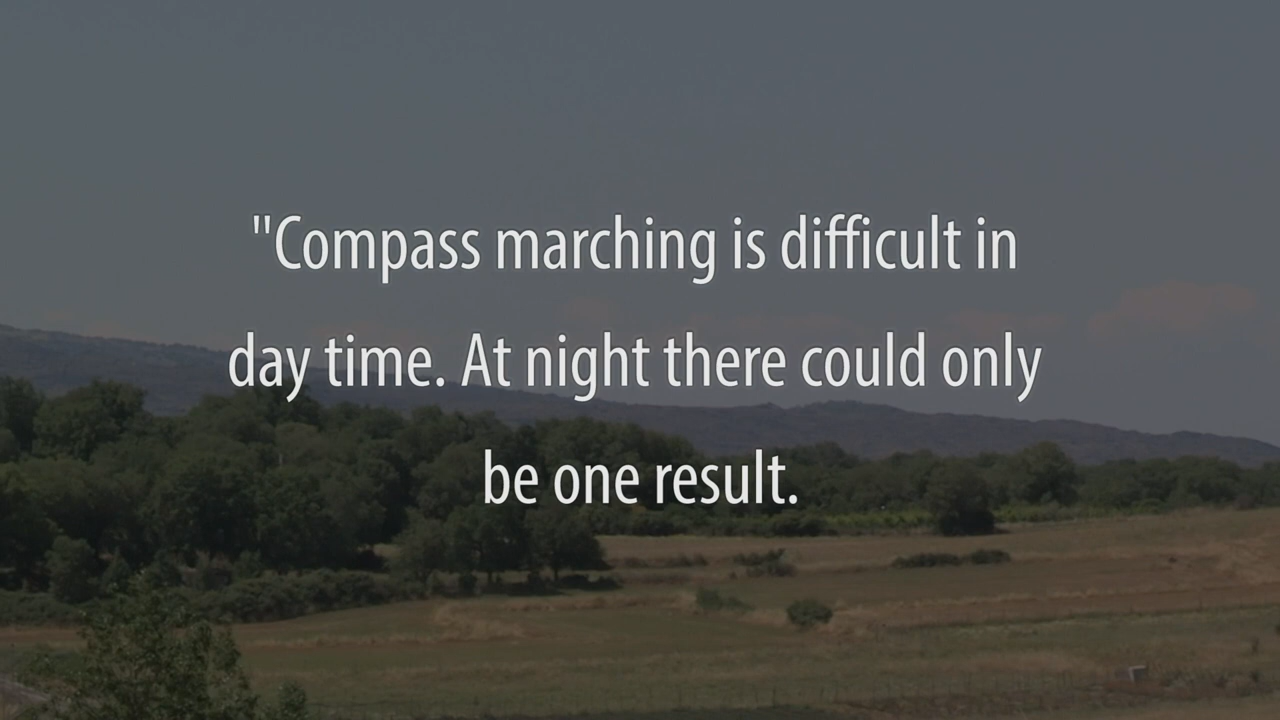 "Compass marching is difficult in
day time. At night there could only
be one result.